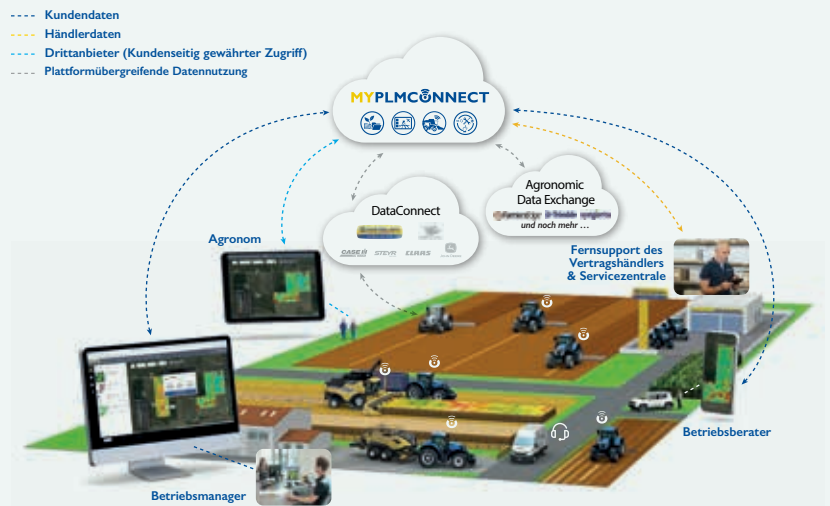 Kundendaten
Händlerdaten
Drittanbieter (Kundenseitig gewährter Zugriff)
Plattformübergreifende Datennutzung
MYPLMCONNECT
DataConnect
CASE IH
STEYR
CLAAS
Agronomic
Data Exchange
und noch mehr ...
Agronom
Fernsupport des
Vertragshändlers
& Servicezentrale
Betriebsberater
Betriebsmanager